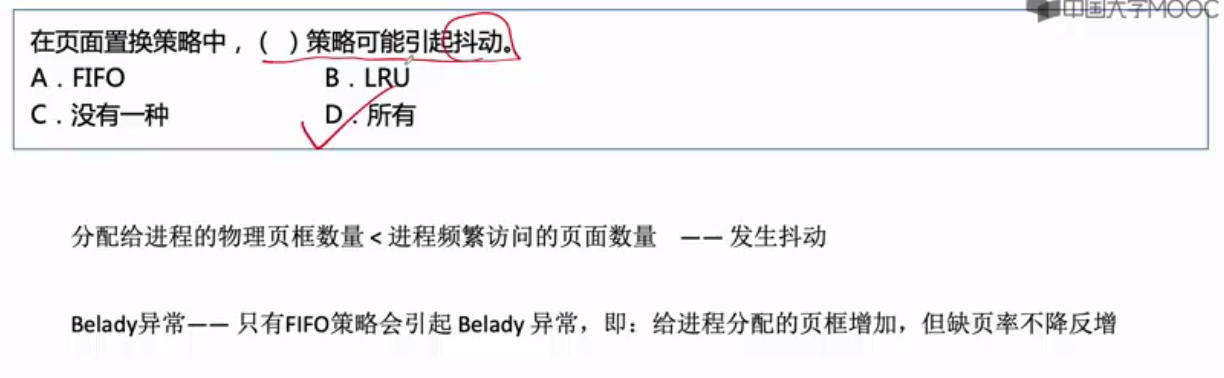 中国大学MOOC
在页面置换策略中，（ ）策略可能引起抖动。
A．FIFO B．LRU
C．没有一种 D．所有
分配给进程的物理页框数量 < 进程频繁访问的页面数量 —— 发生抖动
Belady异常—— 只有FIFO策略会引起 Belady 异常，即：给进程分配的页框增加，但缺页率不降反增